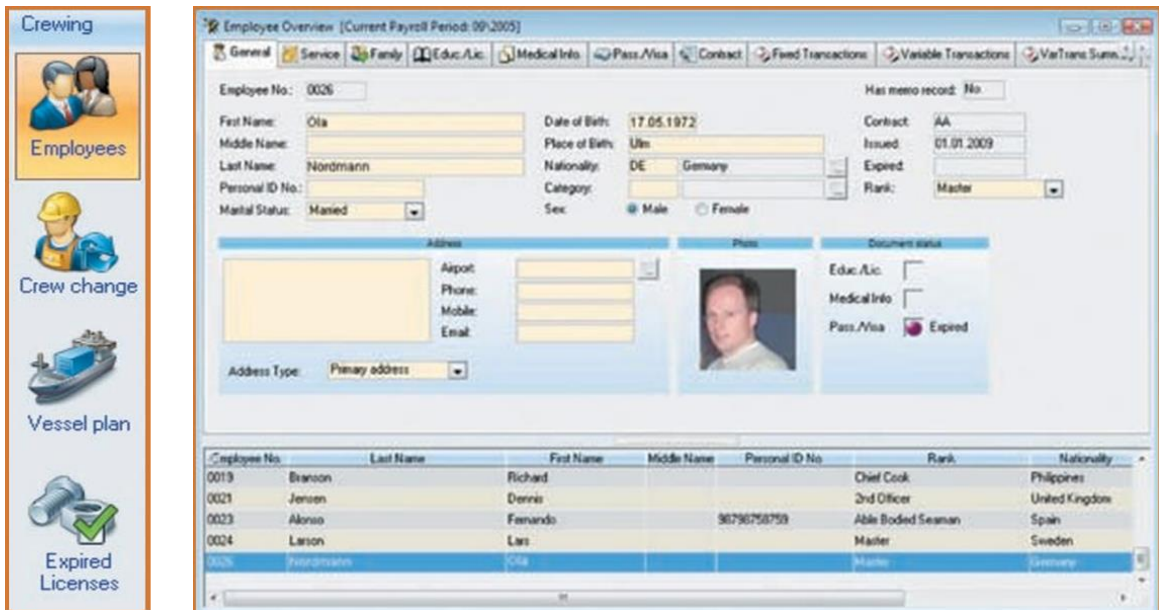 Crewing
Employees
Crew change
Vessel plan
Expired
Licenses
Employee Overview [Current Payroll Period: 09\2005]
General Service Family Educ./Lic. Medical Info Pass./Visa Contact Fixed Transactions Variable Transactions VarTrans Summ
Employee No.: 0026 Has memo record: No
First Name: Ola Date of Birth: 17.05.1972 Contract: AA
Middle Name: Place of Birth: Ulm Issued: 01.01.2009
Last Name: Nordmann Nationality: DE Germany Expired:
Personal ID No.: Category: Rank: Master
Marital Status: Married Sex: Male Female
Address Photo Document status
Airport: Educ./Lic.
Phone: Medical Info
Mobile: Pass./Visa Expired
Email:
Address Type: Primary address
Employee No. Last Name First Name Middle Name Personal ID No Rank Nationality
0019 Branson Richard Chief Cook Philippines
0021 Jensen Dennis 2nd Officer United Kingdom
0023 Alonso Fernando 98798758759 Able Bodied Seaman Spain
0024 Larson Lars Master Sweden
0026 Nordmann Ola Master Germany